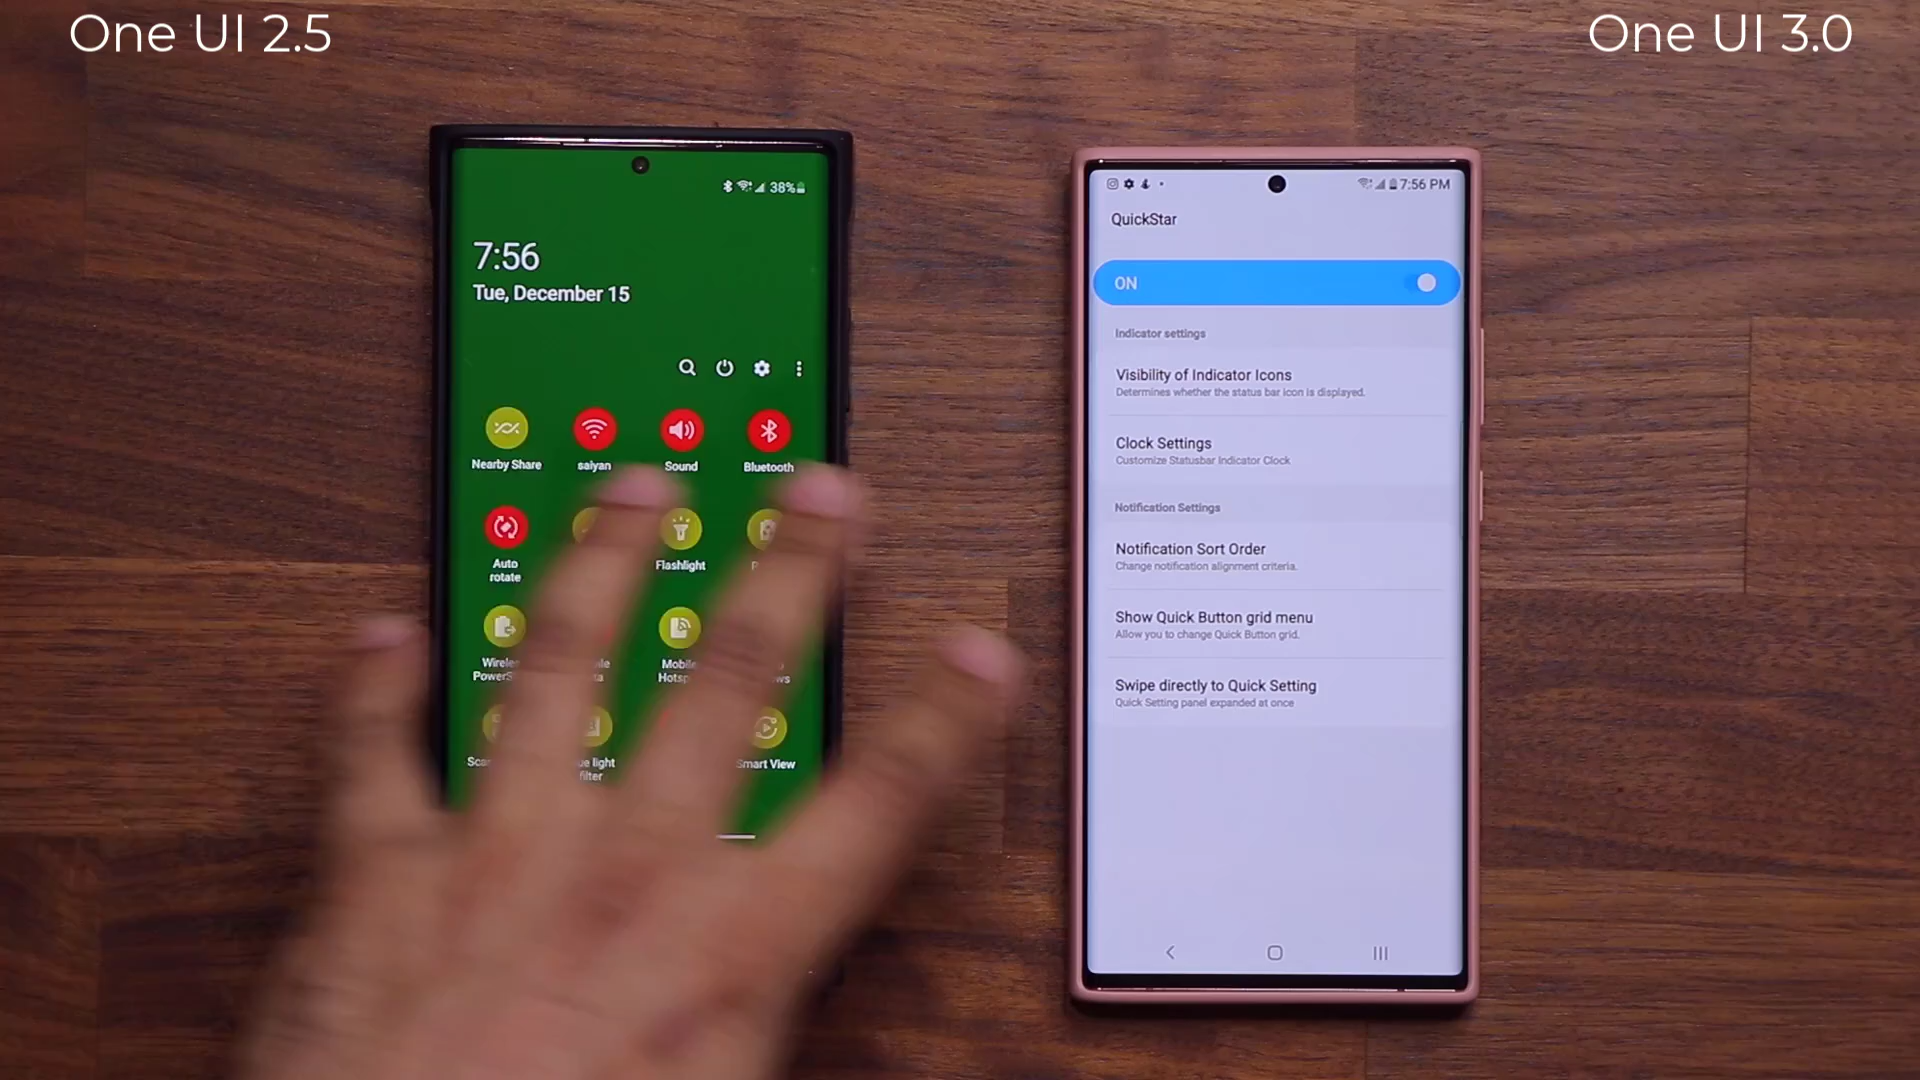 One UI 2.5
One UI 3.0
38%
7:56
Tue, December 15
Nearby Share
saiyan
Sound
Bluetooth
Auto
rotate
Flashlight
Mobile
light
filter
Smart View
7:56 PM
QuickStar
ON
Indicator settings
Visibility of Indicator Icons
Determines whether the status bar icon is displayed.
Clock Settings
Customize Statusbar Indicator Clock
Notification Settings
Notification Sort Order
Change notification alignment criteria.
Show Quick Button grid menu
Allow you to change Quick Button grid.
Swipe directly to Quick Setting
Quick Setting panel expanded at once